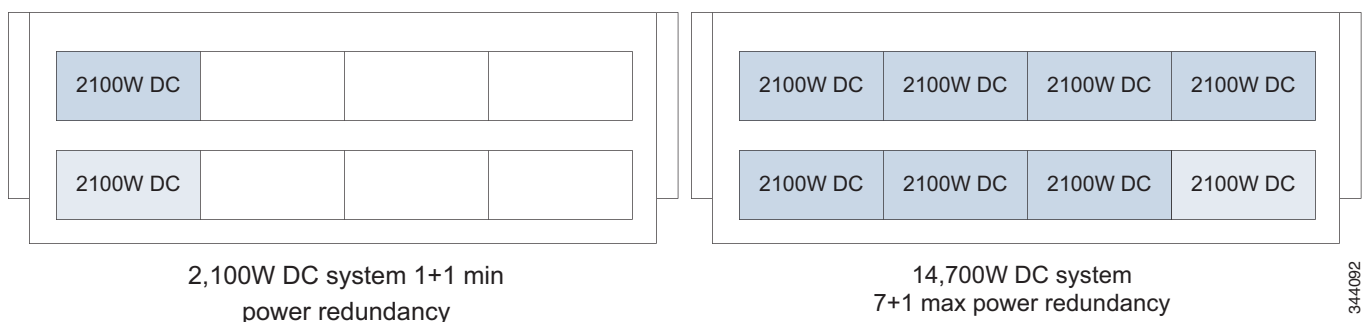 2100W DC
2100W DC
2,100W DC system 1+1 min
power redundancy
2100W DC 2100W DC 2100W DC 2100W DC
2100W DC 2100W DC 2100W DC 2100W DC
14,700W DC system
7+1 max power redundancy
344092